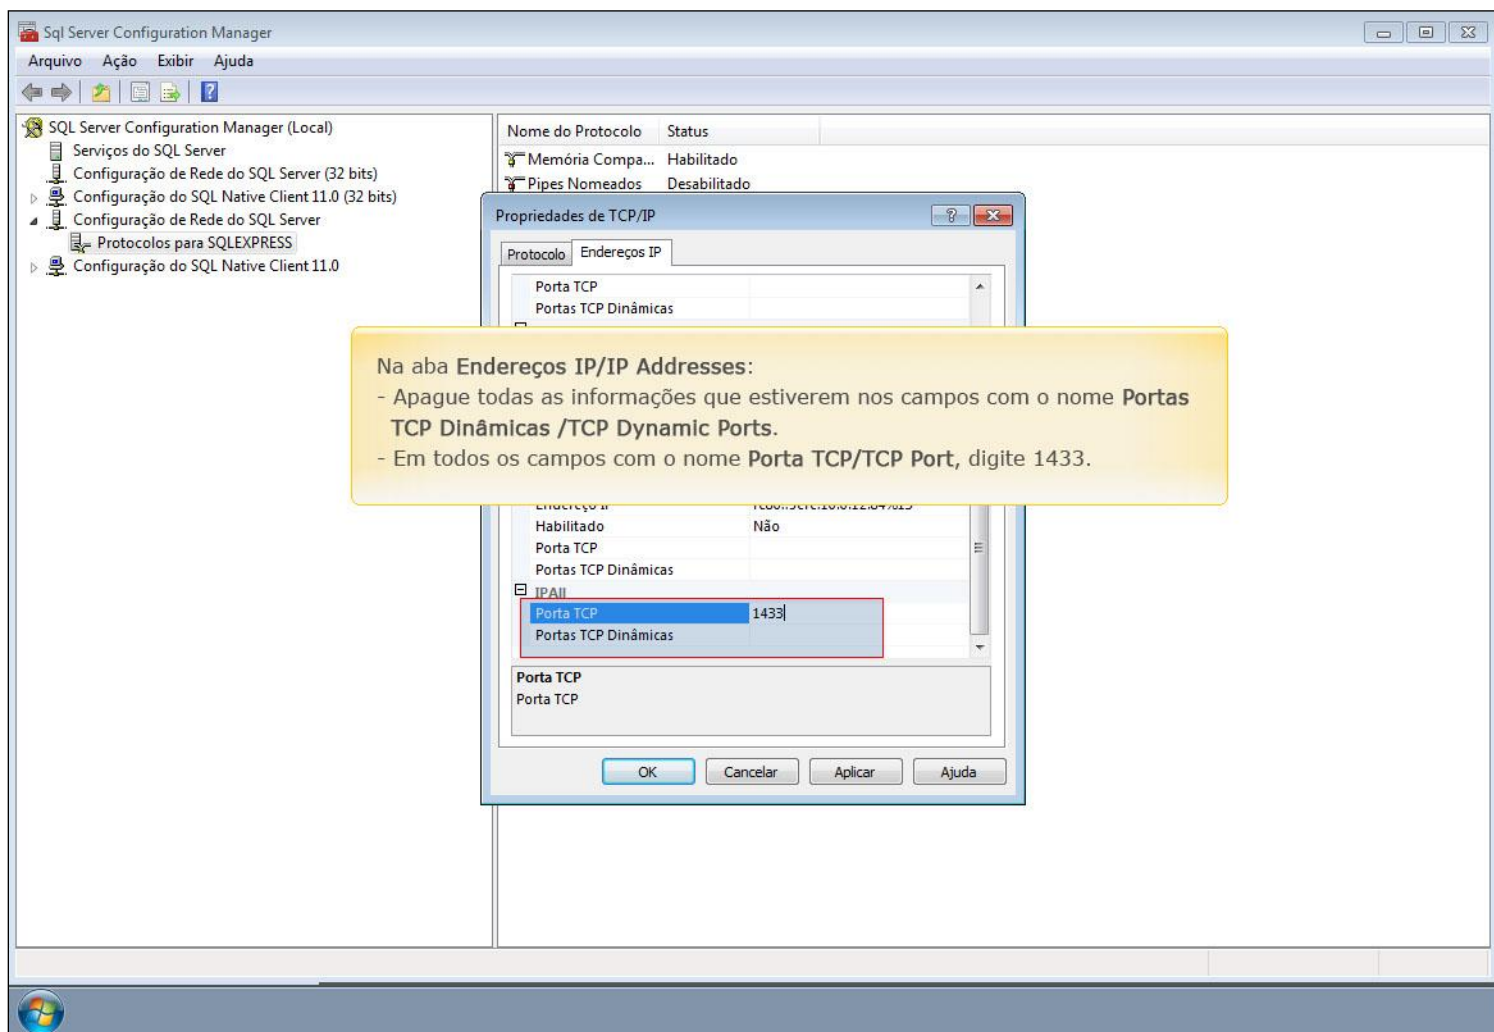 Sql Server Configuration Manager
Arquivo Ação Exibir Ajuda
SQL Server Configuration Manager (Local)
Serviços do SQL Server
Configuração de Rede do SQL Server (32 bits)
Configuração do SQL Native Client 11.0 (32 bits)
Configuração de Rede do SQL Server
Protocolos para SQLEXPRESS
Configuração do SQL Native Client 11.0
Nome do Protocolo Status
Memória Compa... Habilitado
Pipes Nomeados Desabilitado
Propriedades de TCP/IP
Protocolo Endereços IP
Porta TCP
Portas TCP Dinâmicas
Na aba Endereços IP/IP Addresses:
- Apague todas as informações que estiverem nos campos com o nome Portas
TCP Dinâmicas /TCP Dynamic Ports.
- Em todos os campos com o nome Porta TCP/TCP Port, digite 1433.
Habilitado Não
Porta TCP
Portas TCP Dinâmicas
IPAll
Porta TCP 1433
Portas TCP Dinâmicas
Porta TCP
Porta TCP
OK Cancelar Aplicar Ajuda